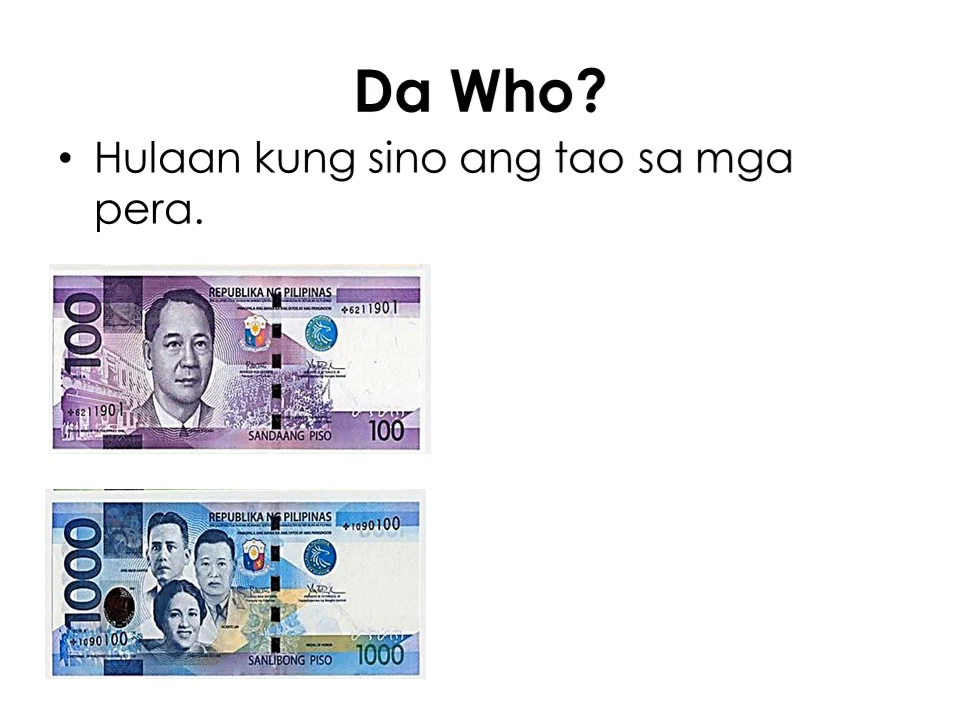 Da Who?
• Hulaan kung sino ang tao sa mga
pera.
100
REPUBLIKA NG PILIPINAS
6211901
6211901
SANDAANG PISO
100
1000
REPUBLIKA NG PILIPINAS
1090100
1090100
SANLIBONG PISO
1000